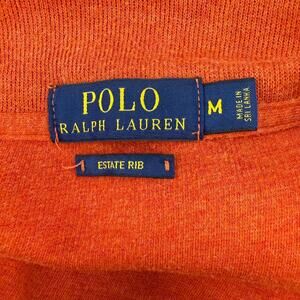 POLO
RALPH LAUREN
M
MADE IN
SRI LANKA
ESTATE RIB